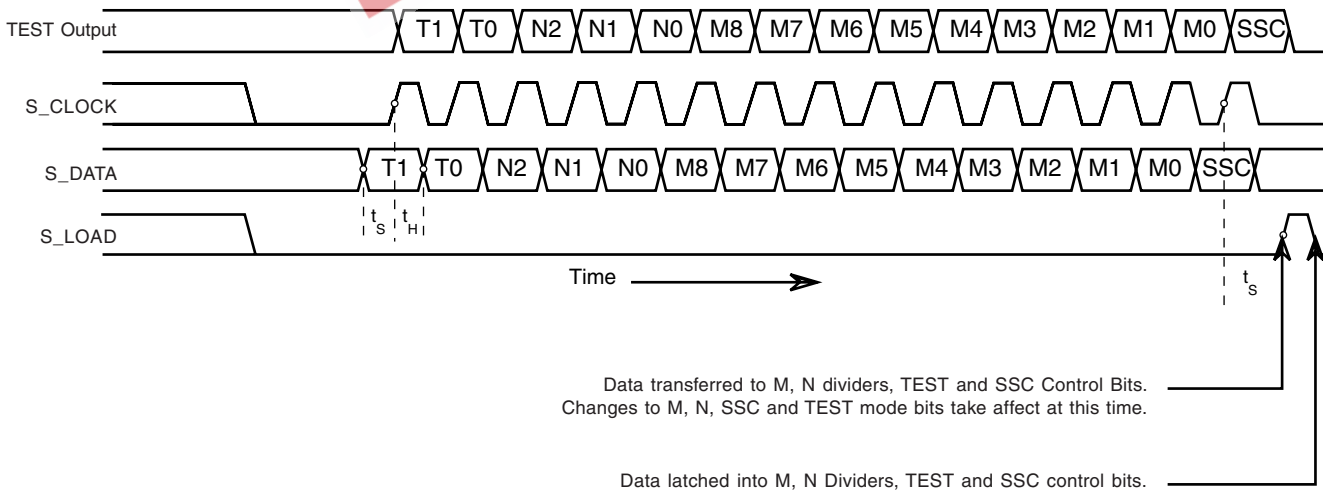 TEST Output T1 T0 N2 N1 N0 M8 M7 M6 M5 M4 M3 M2 M1 M0 SSC
S_CLOCK
S_DATA T1 T0 N2 N1 N0 M8 M7 M6 M5 M4 M3 M2 M1 M0 SSC
tS tH
S_LOAD
Time
tS
Data transferred to M, N dividers, TEST and SSC Control Bits.
Changes to M, N, SSC and TEST mode bits take affect at this time.
Data latched into M, N Dividers, TEST and SSC control bits.